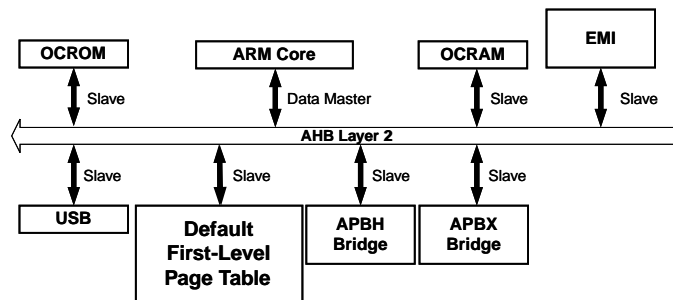 OCROM
ARM Core
OCRAM
EMI
Slave
Data Master
Slave
Slave
AHB Layer 2
Slave
Slave
Slave
Slave
USB
Default
First-Level
Page Table
APBH
Bridge
APBX
Bridge